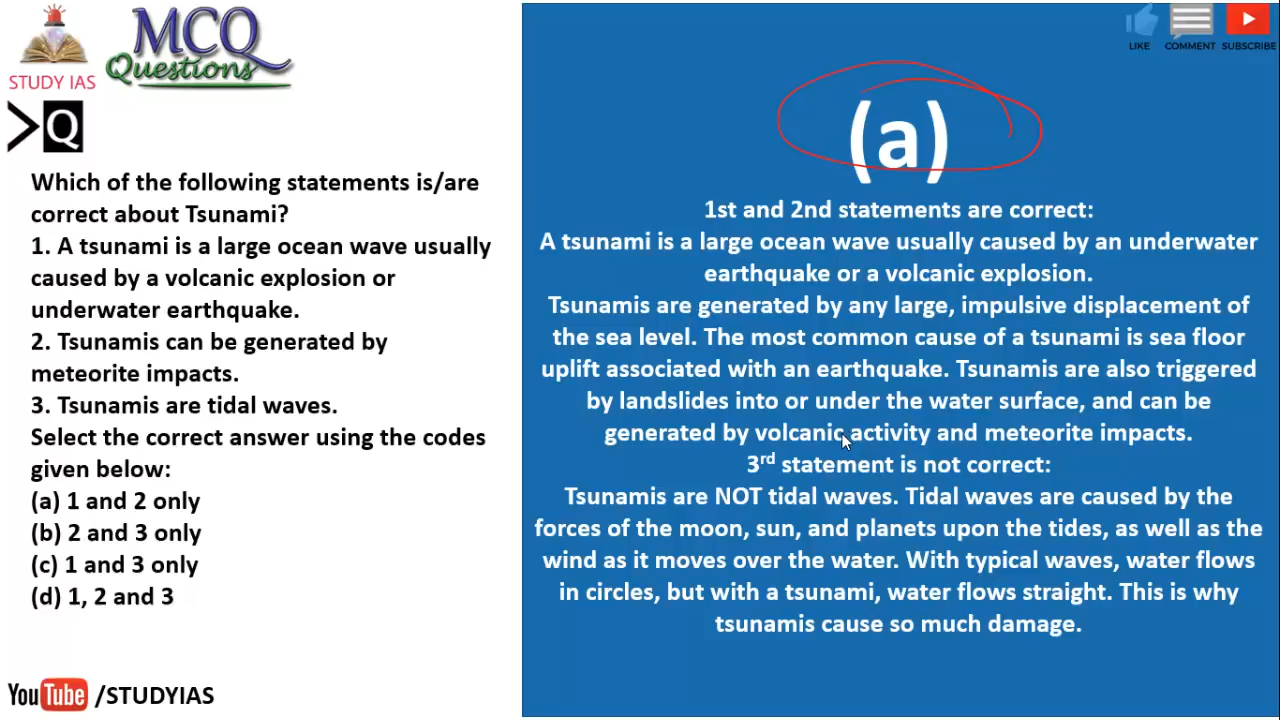 STUDY IAS
MCQ
Questions
>Q
Which of the following statements is/are
correct about Tsunami?
1. A tsunami is a large ocean wave usually
caused by a volcanic explosion or
underwater earthquake.
2. Tsunamis can be generated by
meteorite impacts.
3. Tsunamis are tidal waves.
Select the correct answer using the codes
given below:
(a) 1 and 2 only
(b) 2 and 3 only
(c) 1 and 3 only
(d) 1, 2 and 3
YouTube /STUDYIAS
LIKE COMMENT SUBSCRIBE
(a)
1st and 2nd statements are correct:
A tsunami is a large ocean wave usually caused by an underwater
earthquake or a volcanic explosion.
Tsunamis are generated by any large, impulsive displacement of
the sea level. The most common cause of a tsunami is sea floor
uplift associated with an earthquake. Tsunamis are also triggered
by landslides into or under the water surface, and can be
generated by volcanic activity and meteorite impacts.
3rd statement is not correct:
Tsunamis are NOT tidal waves. Tidal waves are caused by the
forces of the moon, sun, and planets upon the tides, as well as the
wind as it moves over the water. With typical waves, water flows
in circles, but with a tsunami, water flows straight. This is why
tsunamis cause so much damage.